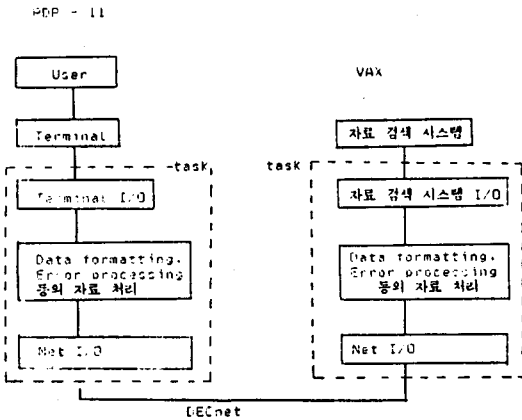 PDP - 11
User
Terminal
task
Terminal I/O
Data formatting,
Error processing
등의 자료 처리
Net I/O
VAX
자료 검색 시스템
task
자료 검색 시스템 I/O
Data formatting,
Error processing
등의 자료 처리
Net I/O
DECnet